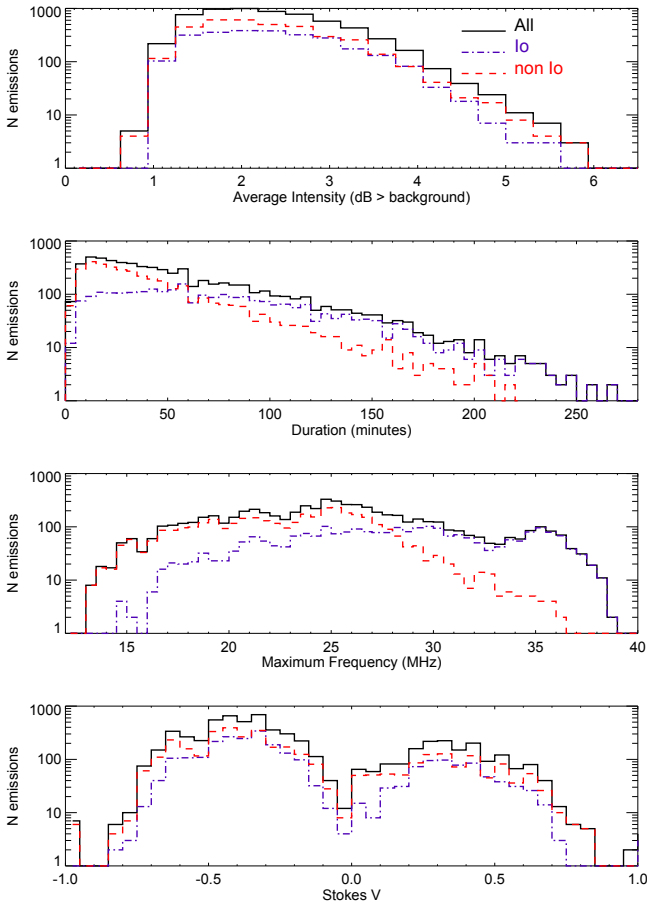 1000
100
10
1
N emissions
All
Io
non Io
0 1 2 3 4 5 6
Average Intensity (dB > background)
1000
100
10
1
N emissions
0 50 100 150 200 250
Duration (minutes)
1000
100
10
1
N emissions
15 20 25 30 35 40
Maximum Frequency (MHz)
1000
100
10
1
N emissions
-1.0 -0.5 0.0 0.5 1.0
Stokes V